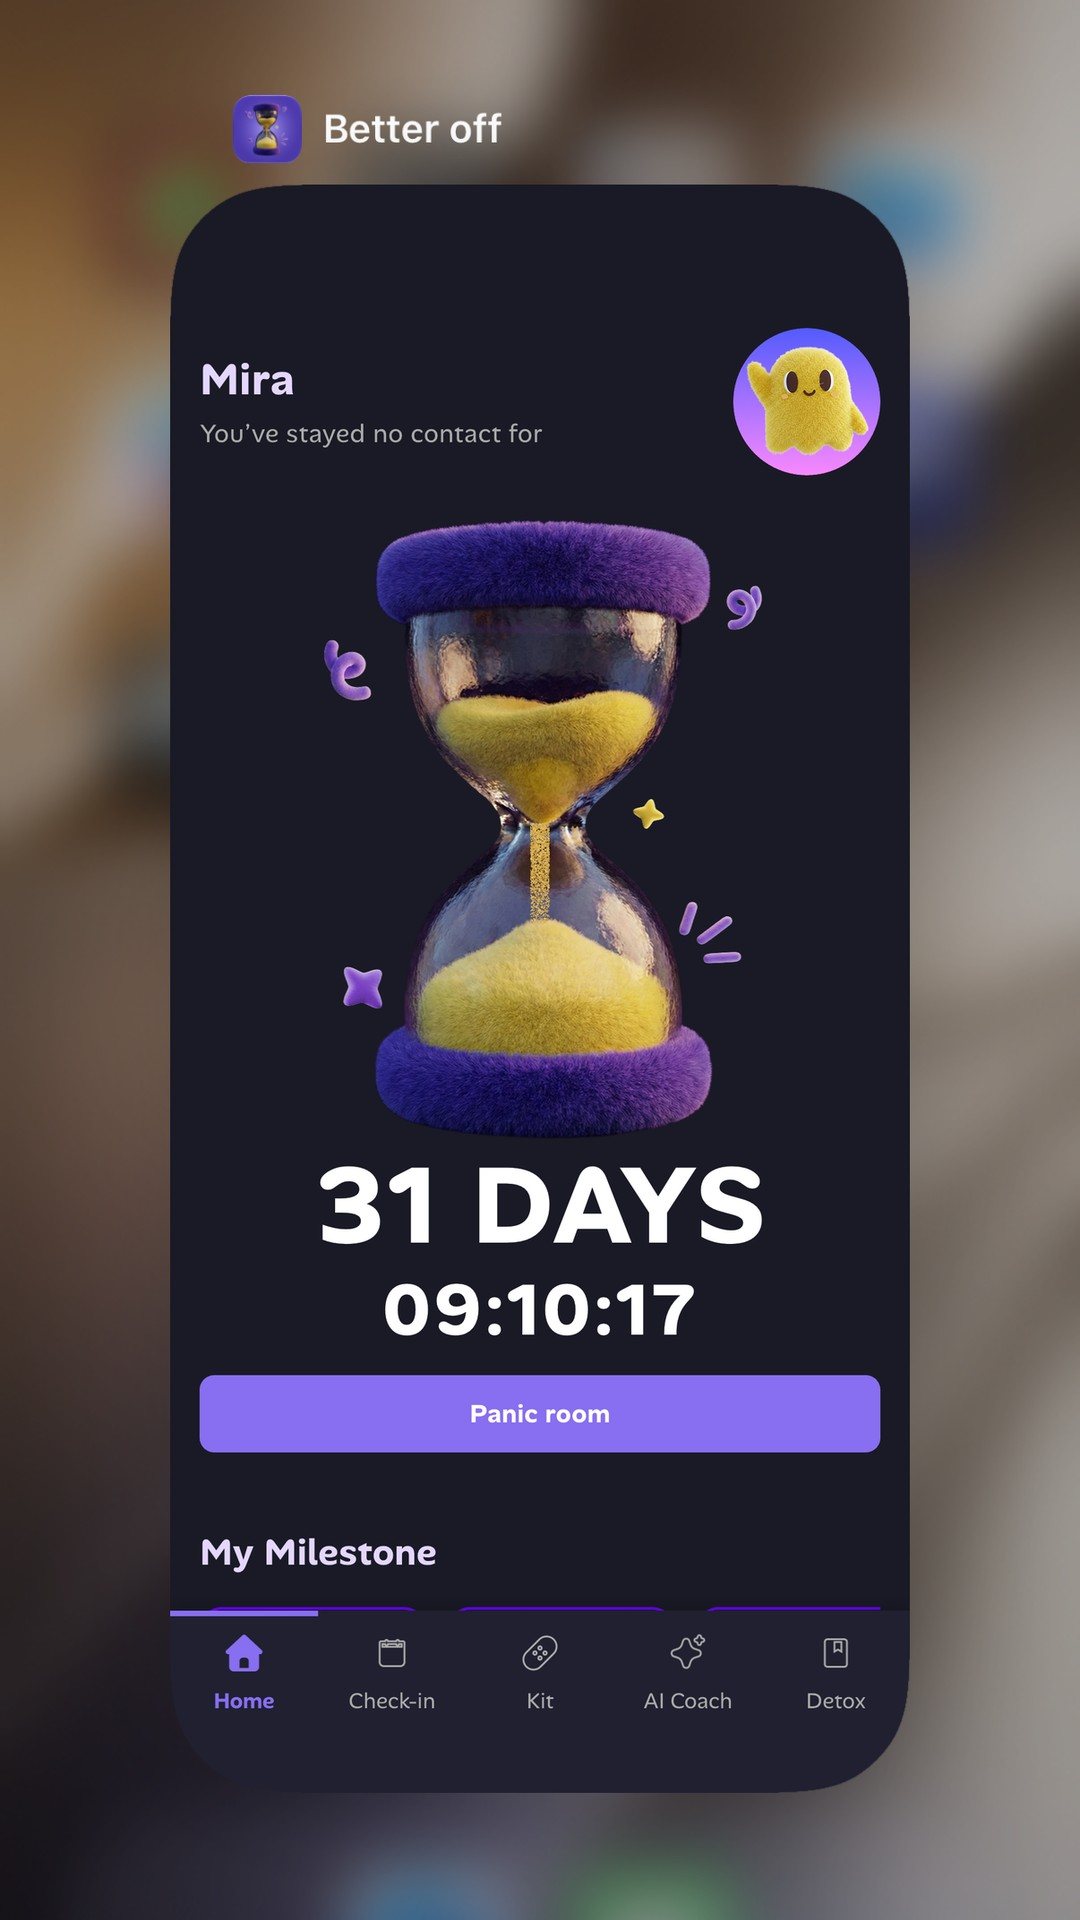 Better off
Mira
You’ve stayed no contact for
31 DAYS
09:10:17
Panic room
My Milestone
Home
Check-in
Kit
AI Coach
Detox